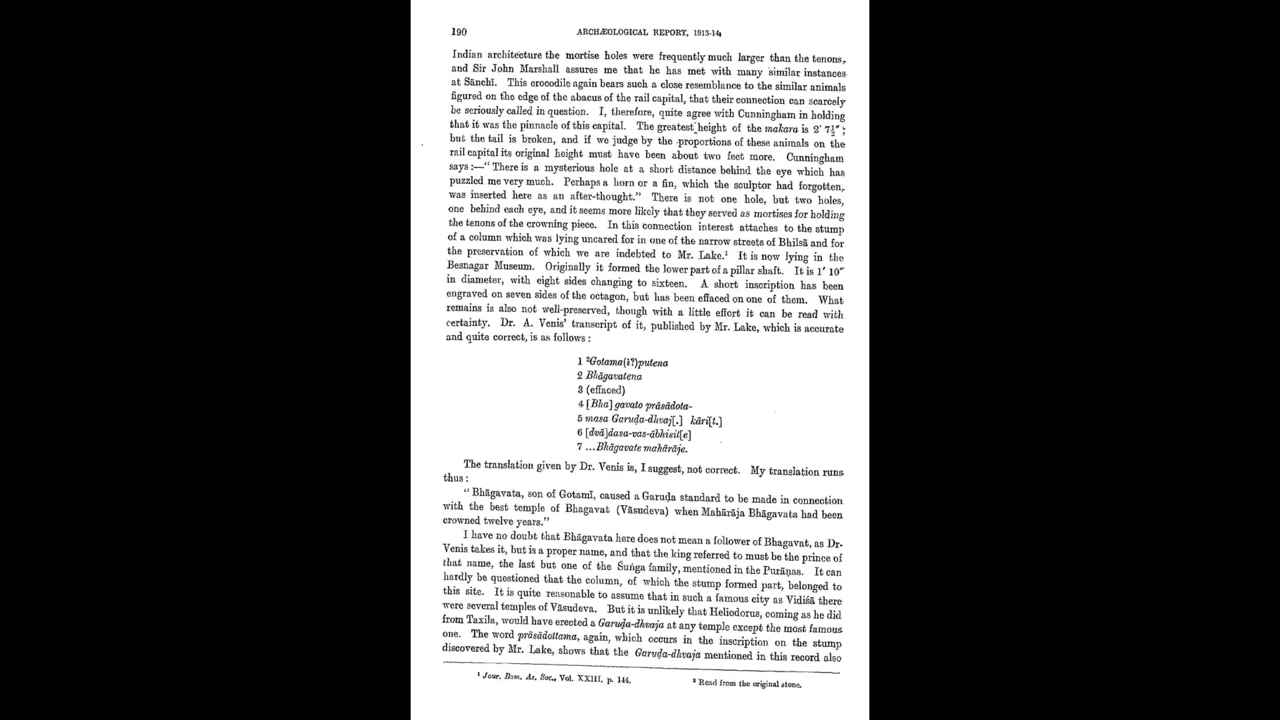 190
ARCHÆOLOGICAL REPORT, 1913-14
Indian architecture the mortise holes were frequently much larger than the tenons,
and Sir John Marshall assures me that he has met with many similar instances
at Sānchī. This crocodile again bears such a close resemblance to the similar animals
figured on the edge of the abacus of the rail capital, that their connection can scarcely
be seriously called in question. I, therefore, quite agree with Cunningham in holding
that it was the pinnacle of this capital. The greatest height of the makara is 2' 7½";
but the tail is broken, and if we judge by the proportions of these animals on the
rail capital its original height must have been about two feet more. Cunningham
says :—" There is a mysterious hole at a short distance behind the eye which has
puzzled me very much. Perhaps a horn or a fin, which the sculptor had forgotten,
was inserted here as an after-thought." There is not one hole, but two holes,
one behind each eye, and it seems more likely that they served as mortises for holding
the tenons of the crowning piece. In this connection interest attaches to the stump
of a column which was lying uncared for in one of the narrow streets of Bhilsā and for
the preservation of which we are indebted to Mr. Lake.¹ It is now lying in the
Besnagar Museum. Originally it formed the lower part of a pillar shaft. It is 1' 10"
in diameter, with eight sides changing to sixteen. A short inscription has been
engraved on seven sides of the octagon, but has been effaced on one of them. What
remains is also not well-preserved, though with a little effort it can be read with
certainty. Dr. A. Venis' transcript of it, published by Mr. Lake, which is accurate
and quite correct, is as follows :
1 ²Gotama(ī?)putena
2 Bhāgavatena
3 (effaced)
4 [Bha] gavato prāsādota-
5 masa Garuḍa-dhvaj[.] kāri[t.]
6 [dvā]dasa-vas-ābhisit[e]
7 ...Bhāgavate mahārāje.
The translation given by Dr. Venis is, I suggest, not correct. My translation runs
thus :
" Bhāgavata, son of Gotamī, caused a Garuḍa standard to be made in connection
with the best temple of Bhagavat (Vāsudeva) when Mahārāja Bhāgavata had been
crowned twelve years."
I have no doubt that Bhāgavata here does not mean a follower of Bhagavat, as Dr.
Venis takes it, but is a proper name, and that the king referred to must be the prince of
that name, the last but one of the Śuṅga family, mentioned in the Purāṇas. It can
hardly be questioned that the column, of which the stump formed part, belonged to
this site. It is quite reasonable to assume that in such a famous city as Vidiśā there
were several temples of Vāsudeva. But it is unlikely that Heliodorus, coming as he did
from Taxila, would have erected a Garuḍa-dhvaja at any temple except the most famous
one. The word prāsādottama, again, which occurs in the inscription on the stump
discovered by Mr. Lake, shows that the Garuḍa-dhvaja mentioned in this record also
¹ Jour. Bom. As. Soc., Vol. XXIII, p. 144.
² Read from the original stone.